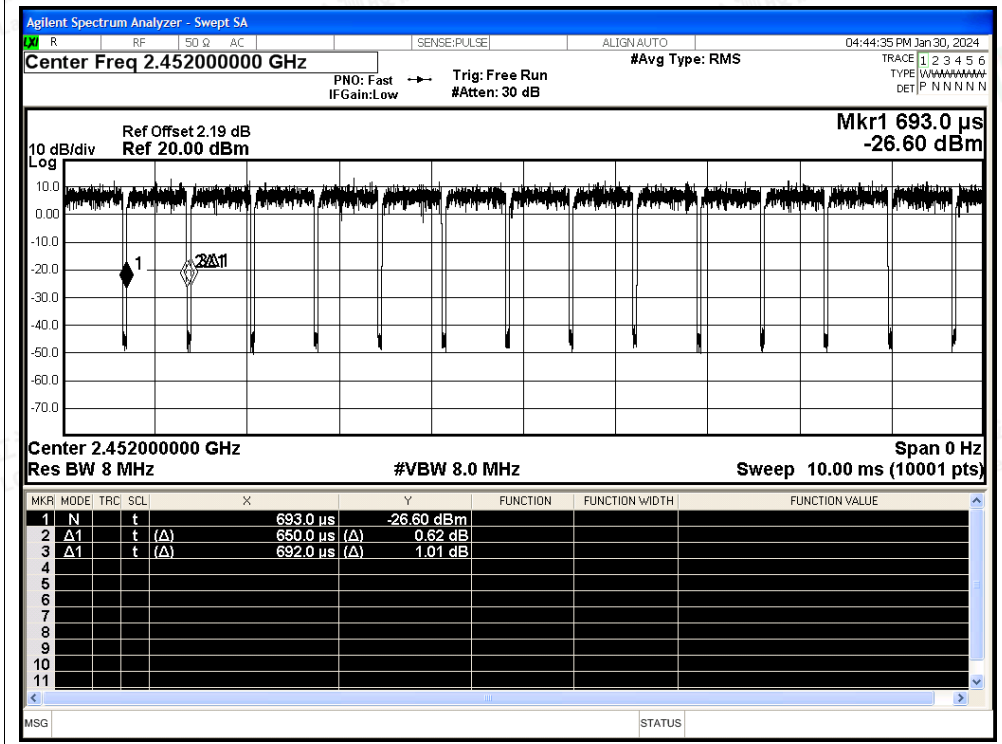 Agilent Spectrum Analyzer - Swept SA
LXI R RF 50 Ω AC SENSE:PULSE ALIGN AUTO 04:44:35 PM Jan 30, 2024
Center Freq 2.452000000 GHz #Avg Type: RMS TRACE 1 2 3 4 5 6
PNO: Fast Trig: Free Run TYPE WWWWWW
IFGain:Low #Atten: 30 dB DET P N N N N N
Mkr1 693.0 µs
-26.60 dBm
Ref Offset 2.19 dB
10 dB/div Ref 20.00 dBm
Log
10.0
0.00
-10.0
1 2Δ1
-20.0
-30.0
-40.0
-50.0
-60.0
-70.0
Center 2.452000000 GHz Span 0 Hz
Res BW 8 MHz #VBW 8.0 MHz Sweep 10.00 ms (10001 pts)
MKR MODE TRC SCL X Y FUNCTION FUNCTION WIDTH FUNCTION VALUE
1 N t 693.0 µs -26.60 dBm
2 Δ1 t (Δ) 650.0 µs (Δ) 0.62 dB
3 Δ1 t (Δ) 692.0 µs (Δ) 1.01 dB
4
5
6
7
8
9
10
11
MSG STATUS